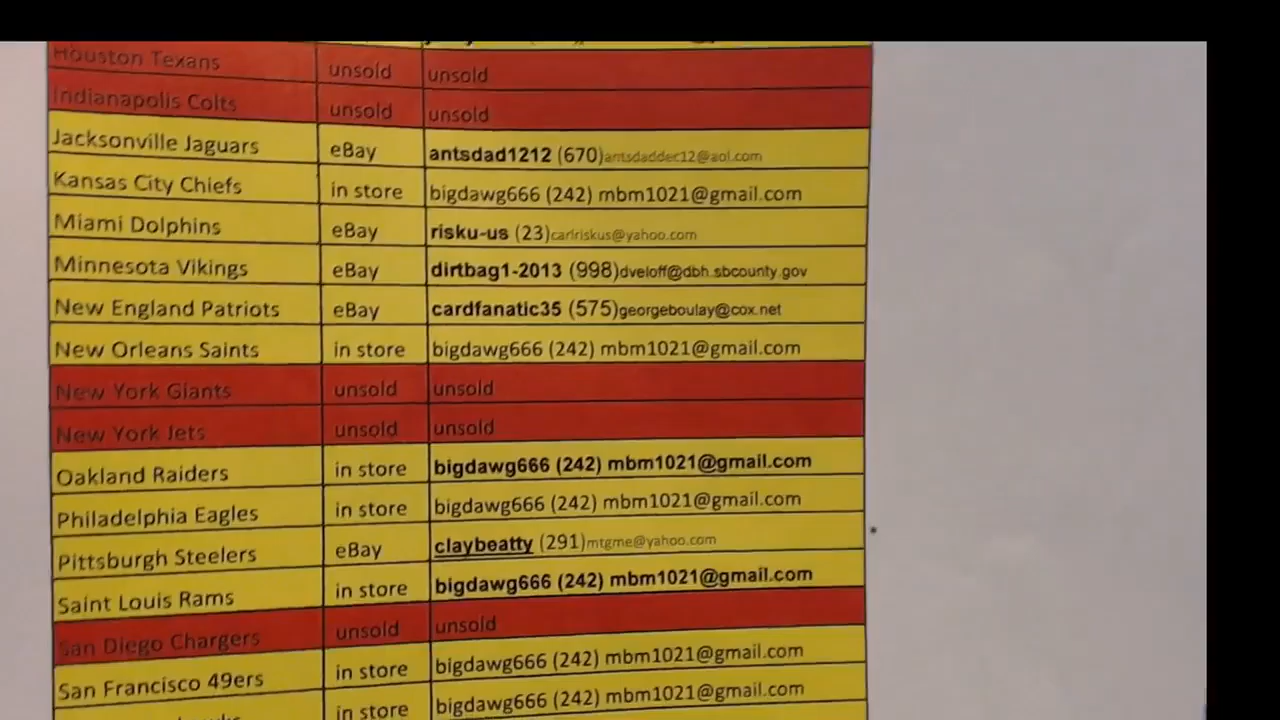 Houston Texans unsold unsold
Indianapolis Colts unsold unsold
Jacksonville Jaguars eBay antsdad1212 (670)antsdaddec12@aol.com
Kansas City Chiefs in store bigdawg666 (242) mbm1021@gmail.com
Miami Dolphins eBay risku-us (23)carlriskus@yahoo.com
Minnesota Vikings eBay dirtbag1-2013 (998)dveloff@dbh.sbcounty.gov
New England Patriots eBay cardfanatic35 (575)georgeboulay@cox.net
New Orleans Saints in store bigdawg666 (242) mbm1021@gmail.com
New York Giants unsold unsold
New York Jets unsold unsold
Oakland Raiders in store bigdawg666 (242) mbm1021@gmail.com
Philadelphia Eagles in store bigdawg666 (242) mbm1021@gmail.com
Pittsburgh Steelers eBay claybeatty (291)mtgme@yahoo.com
Saint Louis Rams in store bigdawg666 (242) mbm1021@gmail.com
San Diego Chargers unsold unsold
San Francisco 49ers in store bigdawg666 (242) mbm1021@gmail.com
in store bigdawg666 (242) mbm1021@gmail.com